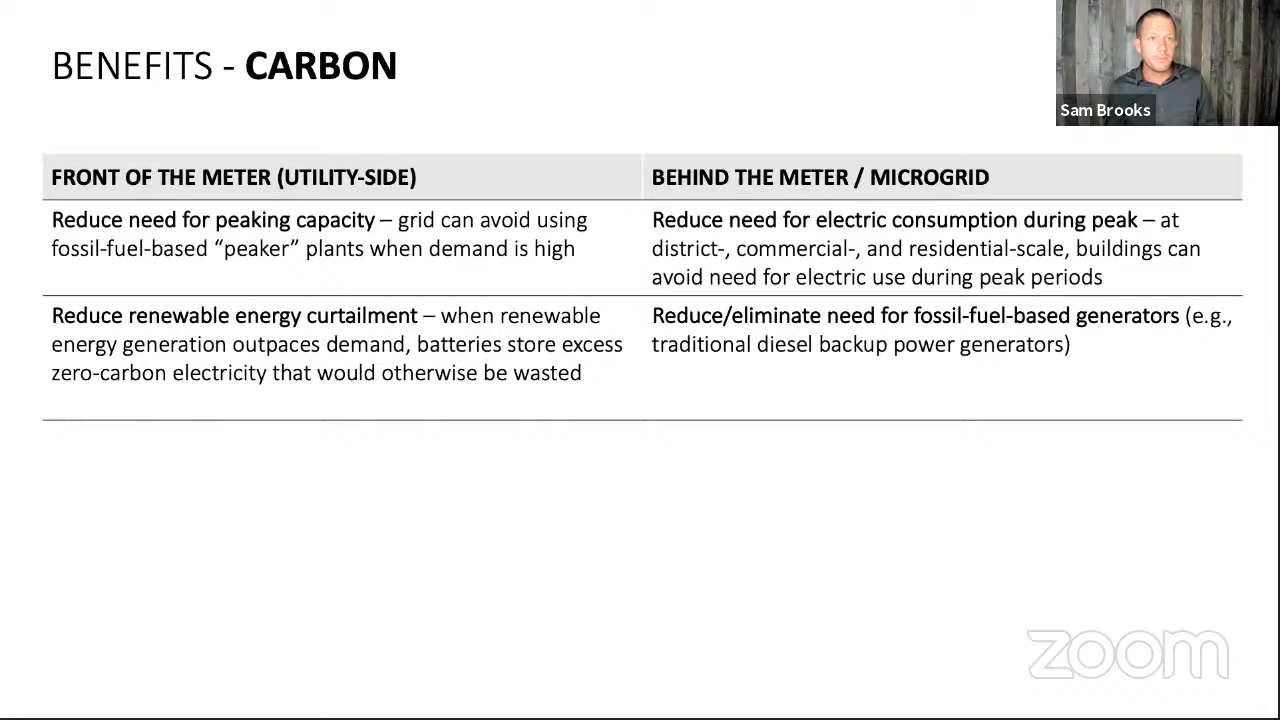 BENEFITS - CARBON
Sam Brooks
FRONT OF THE METER (UTILITY-SIDE)
BEHIND THE METER / MICROGRID
Reduce need for peaking capacity – grid can avoid using
fossil-fuel-based “peaker” plants when demand is high
Reduce need for electric consumption during peak – at
district-, commercial-, and residential-scale, buildings can
avoid need for electric use during peak periods
Reduce renewable energy curtailment – when renewable
energy generation outpaces demand, batteries store excess
zero-carbon electricity that would otherwise be wasted
Reduce/eliminate need for fossil-fuel-based generators (e.g.,
traditional diesel backup power generators)
zoom